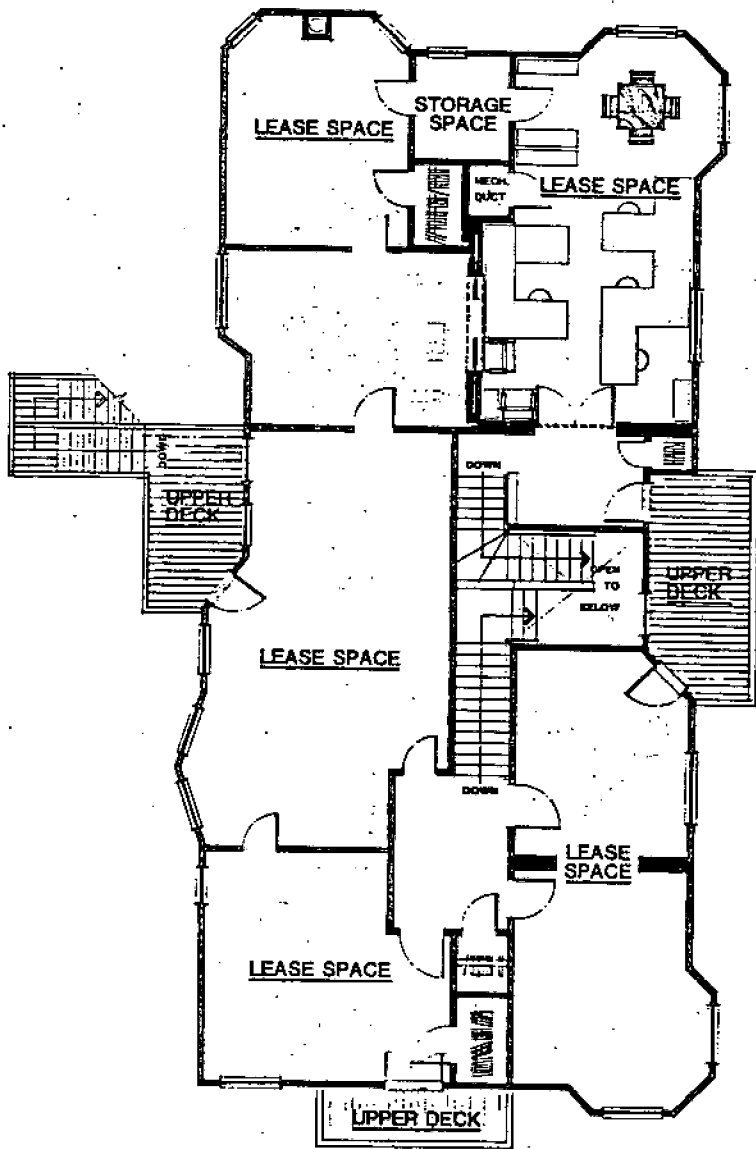 STORAGE
SPACE
LEASE SPACE
MECH.
DUCT
LEASE SPACE
DOWN
DOWN
UPPER
DECK
OPEN
TO
BELOW
UPPER
DECK
LEASE SPACE
DOWN
LEASE
SPACE
LEASE SPACE
UPPER DECK